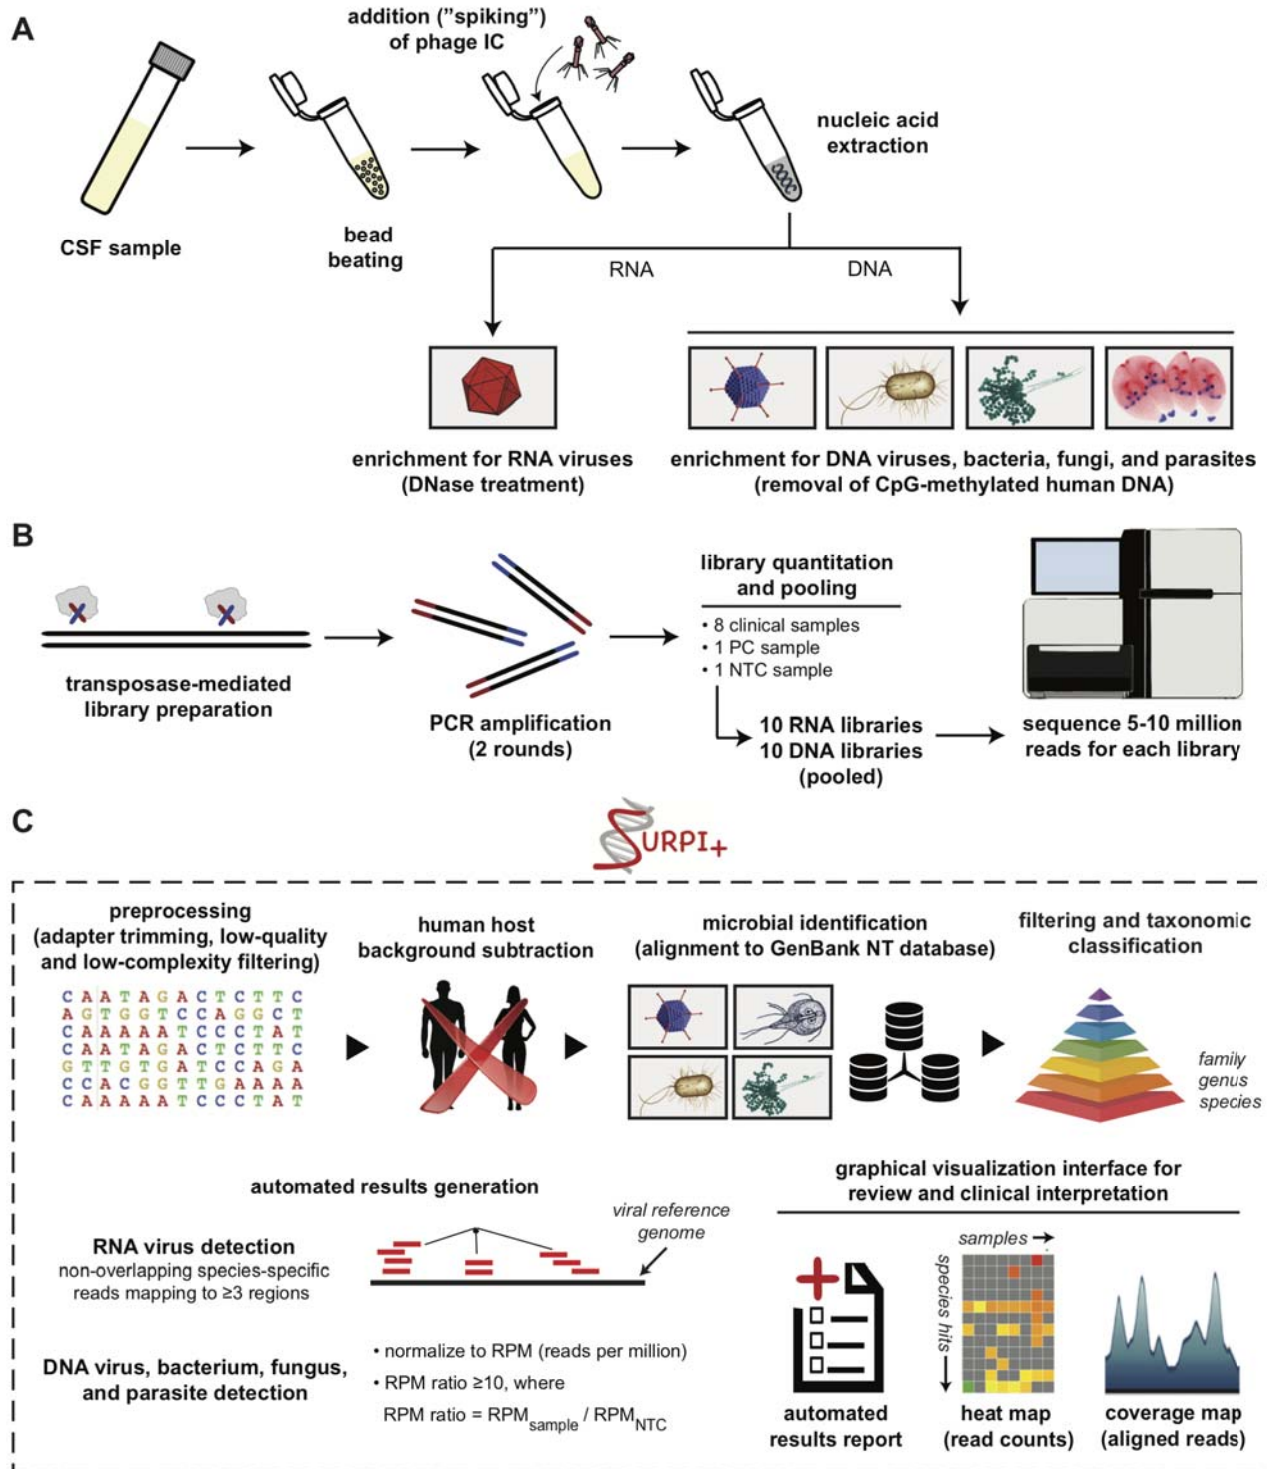 A
addition ("spiking")
of phage IC
nucleic acid
extraction
CSF sample
bead
beating
RNA
DNA
enrichment for RNA viruses
(DNase treatment)
enrichment for DNA viruses, bacteria, fungi, and parasites
(removal of CpG-methylated human DNA)
B
transposase-mediated
library preparation
PCR amplification
(2 rounds)
library quantitation
and pooling
• 8 clinical samples
• 1 PC sample
• 1 NTC sample
10 RNA libraries
10 DNA libraries
(pooled)
sequence 5-10 million
reads for each library
C
SURPI+
preprocessing
(adapter trimming, low-quality
and low-complexity filtering)
C A A T A G A C T C T T C
A G T G G T C C A G G C T
C A A A A A T C C C T A T
C A A T A G A C T C T T C
G T T G T G A T C C A G A
C C A C G G T T G A A A A
C A A A A A T C C C T A T
human host
background subtraction
microbial identification
(alignment to GenBank NT database)
filtering and taxonomic
classification
family
genus
species
automated results generation
RNA virus detection
non-overlapping species-specific
reads mapping to ≥3 regions
viral reference
genome
DNA virus, bacterium, fungus,
and parasite detection
• normalize to RPM (reads per million)
• RPM ratio ≥10, where
RPM ratio = RPMsample / RPMNTC
graphical visualization interface for
review and clinical interpretation
samples
species hits
automated
results report
heat map
(read counts)
coverage map
(aligned reads)